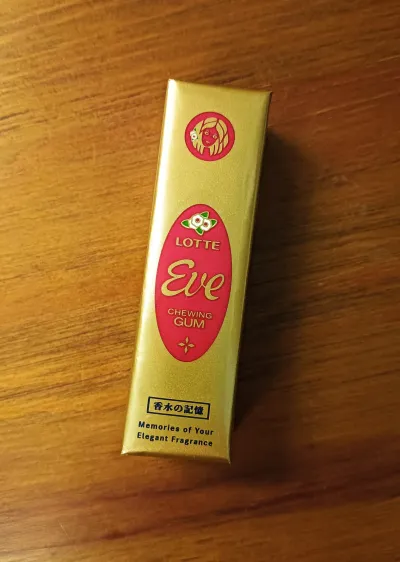 LOTTE
Eve
CHEWING
GUM
香水の記憶
Memories of Your
Elegant Fragrance